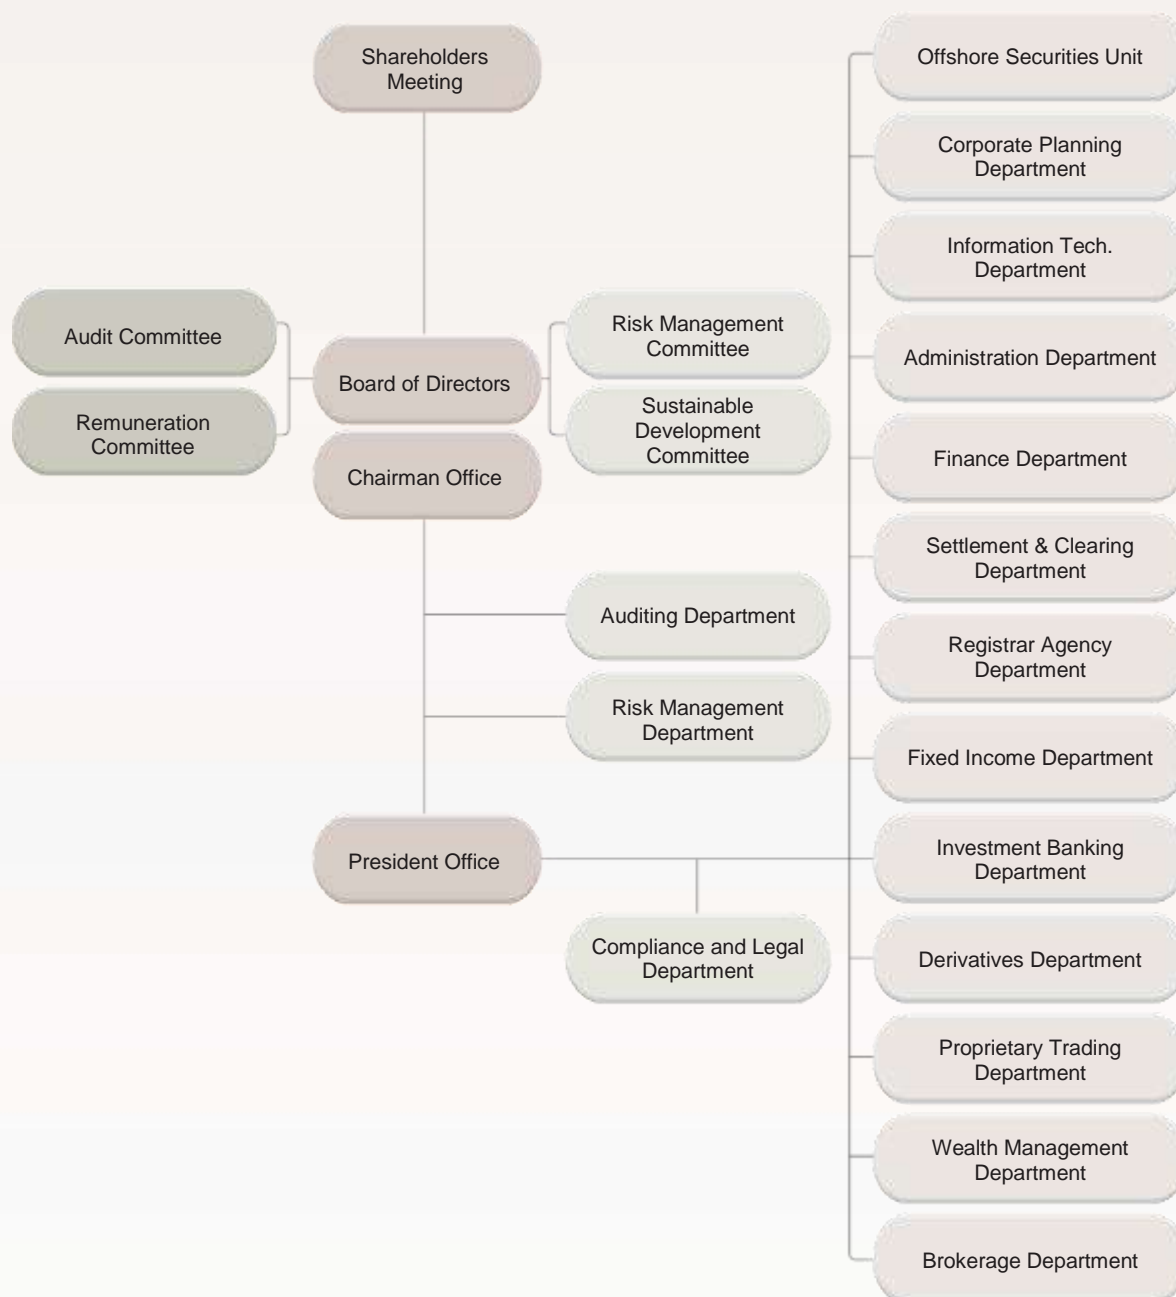 Shareholders
Meeting
Audit Committee
Remuneration
Committee
Board of Directors
Chairman Office
Risk Management
Committee
Sustainable
Development
Committee
Auditing Department
Risk Management
Department
President Office
Compliance and Legal
Department
Offshore Securities Unit
Corporate Planning
Department
Information Tech.
Department
Administration Department
Finance Department
Settlement & Clearing
Department
Registrar Agency
Department
Fixed Income Department
Investment Banking
Department
Derivatives Department
Proprietary Trading
Department
Wealth Management
Department
Brokerage Department